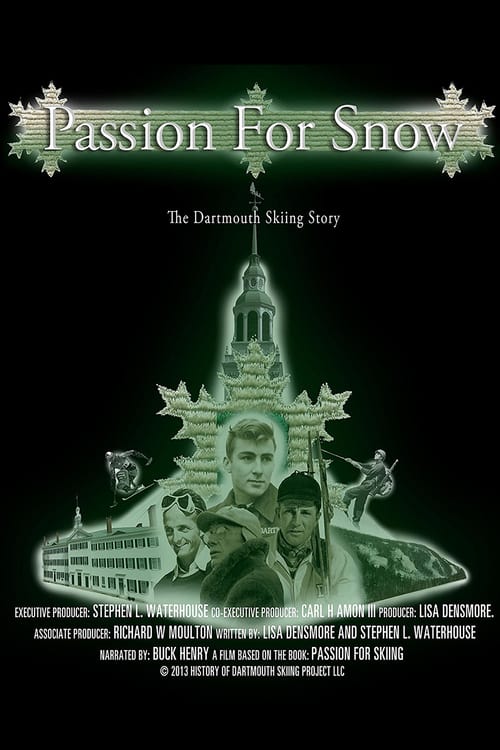 "Passion For Snow"
The Dartmouth Skiing Story
EXECUTIVE PRODUCER: STEPHEN L. WATERHOUSE CO-EXECUTIVE PRODUCER: CARL H AMON III PRODUCER: LISA DENSMORE.
ASSOCIATE PRODUCER: RICHARD W MOULTON WRITTEN BY: LISA DENSMORE AND STEPHEN L. WATERHOUSE
NARRATED BY: BUCK HENRY A FILM BASED ON THE BOOK: PASSION FOR SKIING
© 2013 HISTORY OF DARTMOUTH SKIING PROJECT LLC